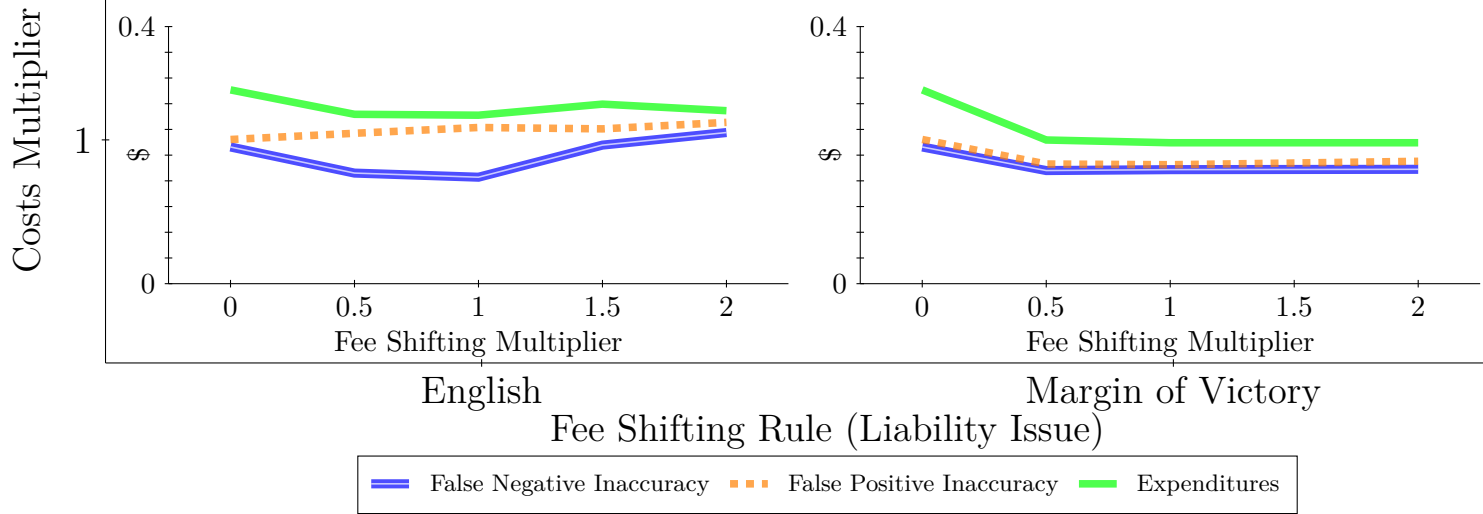 Costs Multiplier
1
0.4
$
0
0 0.5 1 1.5 2
Fee Shifting Multiplier
0.4
$
0
0 0.5 1 1.5 2
Fee Shifting Multiplier
English
Margin of Victory
Fee Shifting Rule (Liability Issue)
False Negative Inaccuracy False Positive Inaccuracy Expenditures